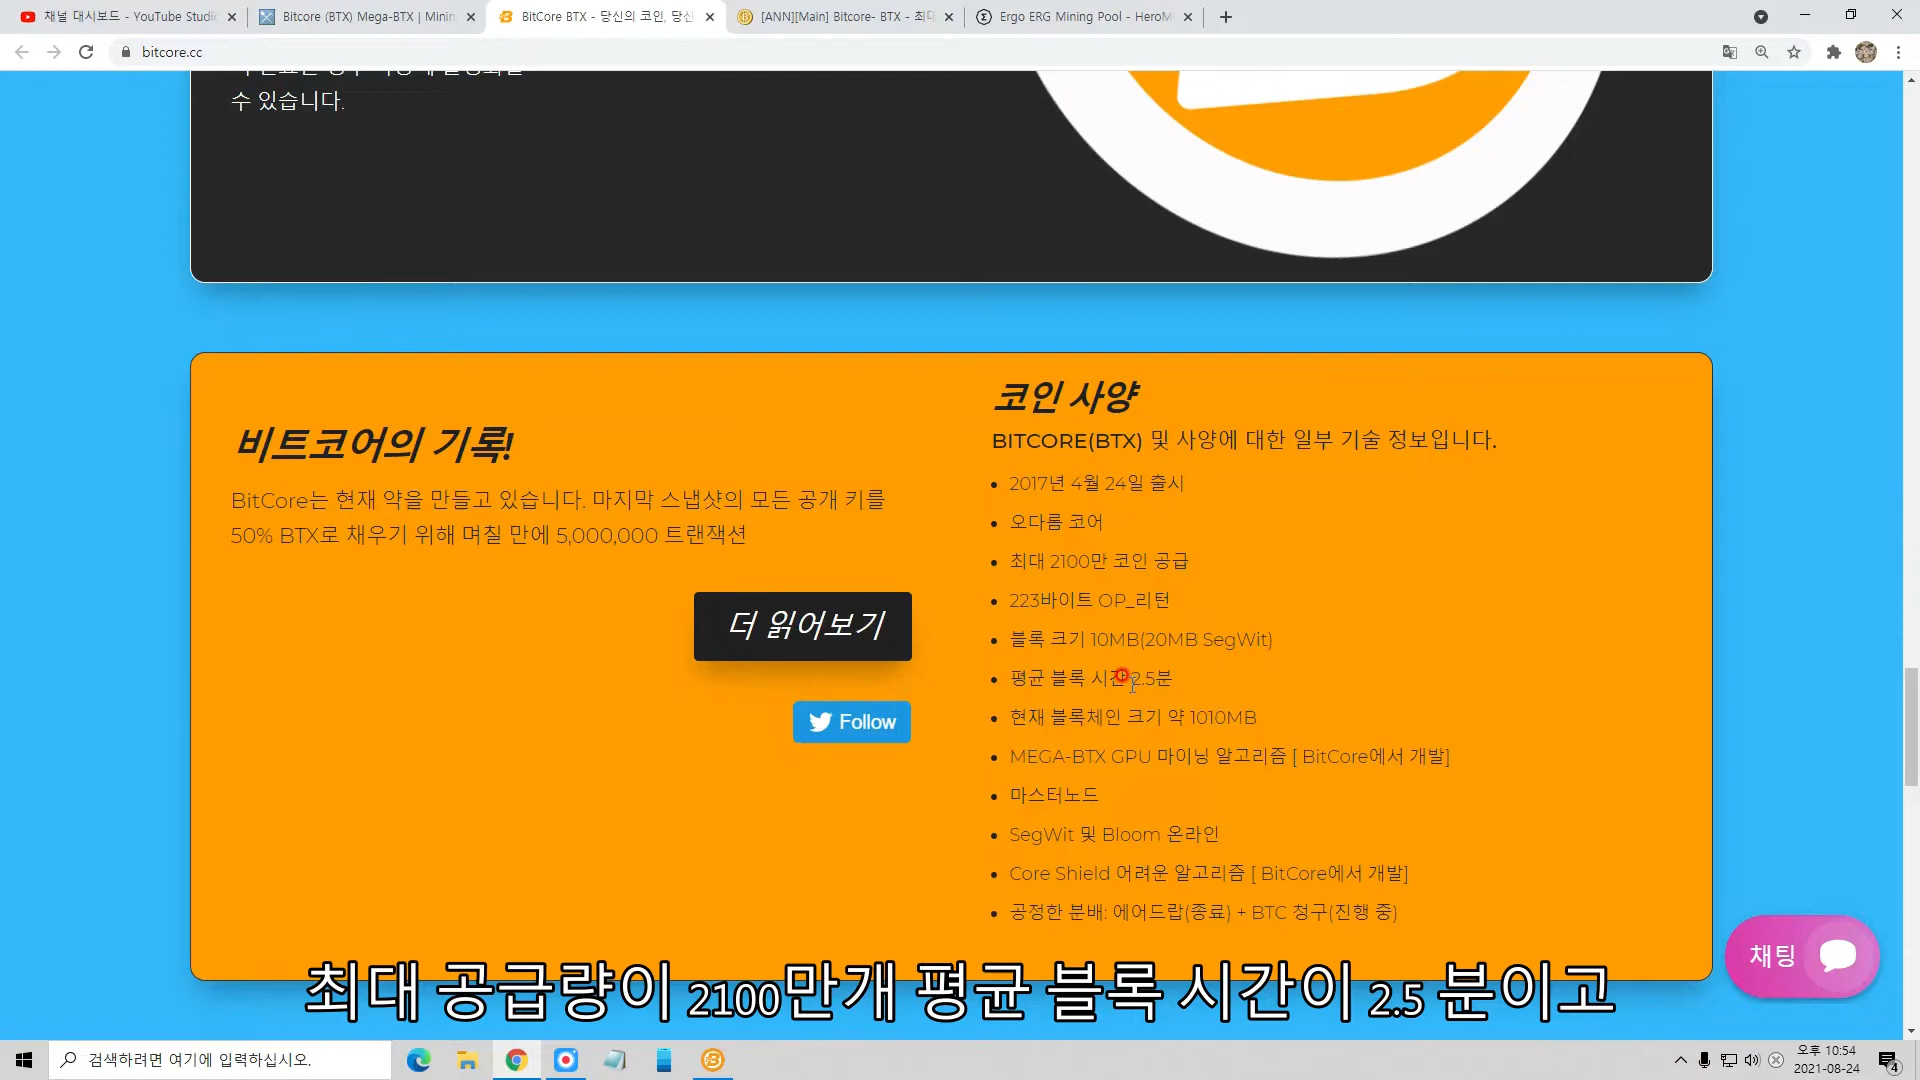 채널 대시보드 - YouTube Studio
Bitcore (BTX) Mega-BTX | Minin
BitCore BTX - 당신의 코인, 당신
[ANN][Main] Bitcore- BTX - 최대
Ergo ERG Mining Pool - HeroM
bitcore.cc
수 있습니다.
비트코어의 기록!
BitCore는 현재 약을 만들고 있습니다. 마지막 스냅샷의 모든 공개 키를
50% BTX로 채우기 위해 며칠 만에 5,000,000 트랜잭션
더 읽어보기
Follow
코인 사양
BITCORE(BTX) 및 사양에 대한 일부 기술 정보입니다.
2017년 4월 24일 출시
오다롬 코어
최대 2100만 코인 공급
223바이트 OP_리턴
블록 크기 10MB(20MB SegWit)
평균 블록 시간 2.5분
현재 블록체인 크기 약 1010MB
MEGA-BTX GPU 마이닝 알고리즘 [ BitCore에서 개발]
마스터노드
SegWit 및 Bloom 온라인
Core Shield 어려운 알고리즘 [ BitCore에서 개발]
공정한 분배: 에어드랍(종료) + BTC 청구(진행 중)
채팅
최대 공급량이 2100만개 평균 블록 시간이 2.5 분이고
검색하려면 여기에 입력하십시오.
오후 10:54
2021-08-24
4